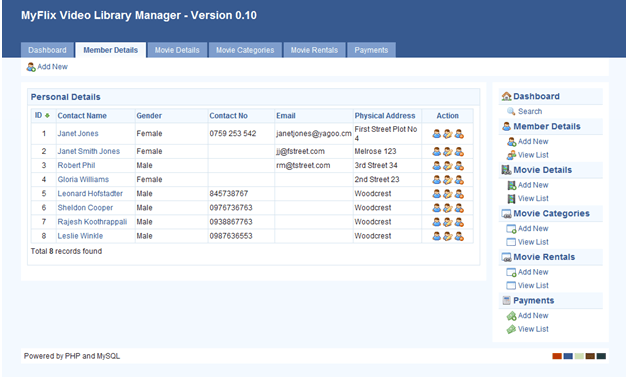 MyFlix Video Library Manager - Version 0.10
Dashboard Member Details Movie Details Movie Categories Movie Rentals Payments
Add New
Personal Details
ID Contact Name Gender Contact No Email Physical Address Action
1 Janet Jones Female 0759 253 542 janetjones@yagoo.cm First Street Plot No
4
2 Janet Smith Jones Female jj@fstreet.com Melrose 123
3 Robert Phil Male rm@tstreet.com 3rd Street 34
4 Gloria Williams Female 2nd Street 23
5 Leonard Hofstadter Male 845738767 Woodcrest
6 Sheldon Cooper Male 0976736763 Woodcrest
7 Rajesh Koothrappali Male 0938867763 Woodcrest
8 Leslie Winkle Male 0987636553 Woodcrest
Total 8 records found
Dashboard
Search
Member Details
Add New
View List
Movie Details
Add New
View List
Movie Categories
Add New
View List
Movie Rentals
Add New
View List
Payments
Add New
View List
Powered by PHP and MySQL